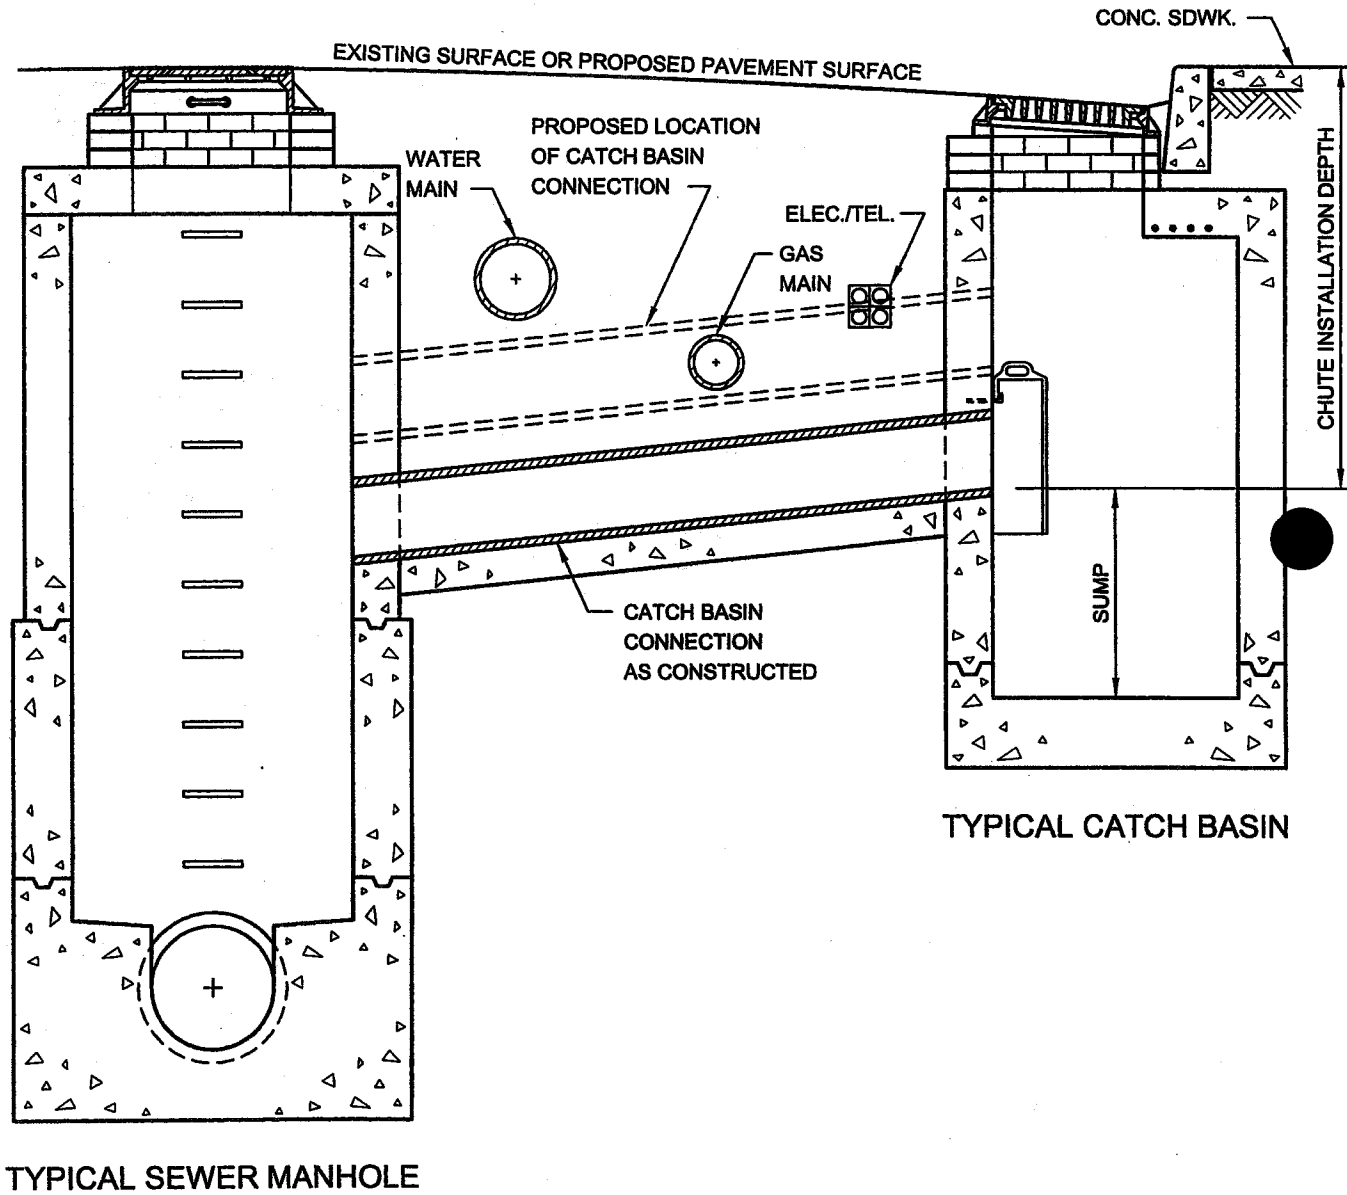 CONC. SDWK.
EXISTING SURFACE OR PROPOSED PAVEMENT SURFACE
PROPOSED LOCATION
OF CATCH BASIN
CONNECTION
WATER
MAIN
ELEC./TEL.
GAS
MAIN
CHUTE INSTALLATION DEPTH
SUMP
CATCH BASIN
CONNECTION
AS CONSTRUCTED
TYPICAL CATCH BASIN
TYPICAL SEWER MANHOLE